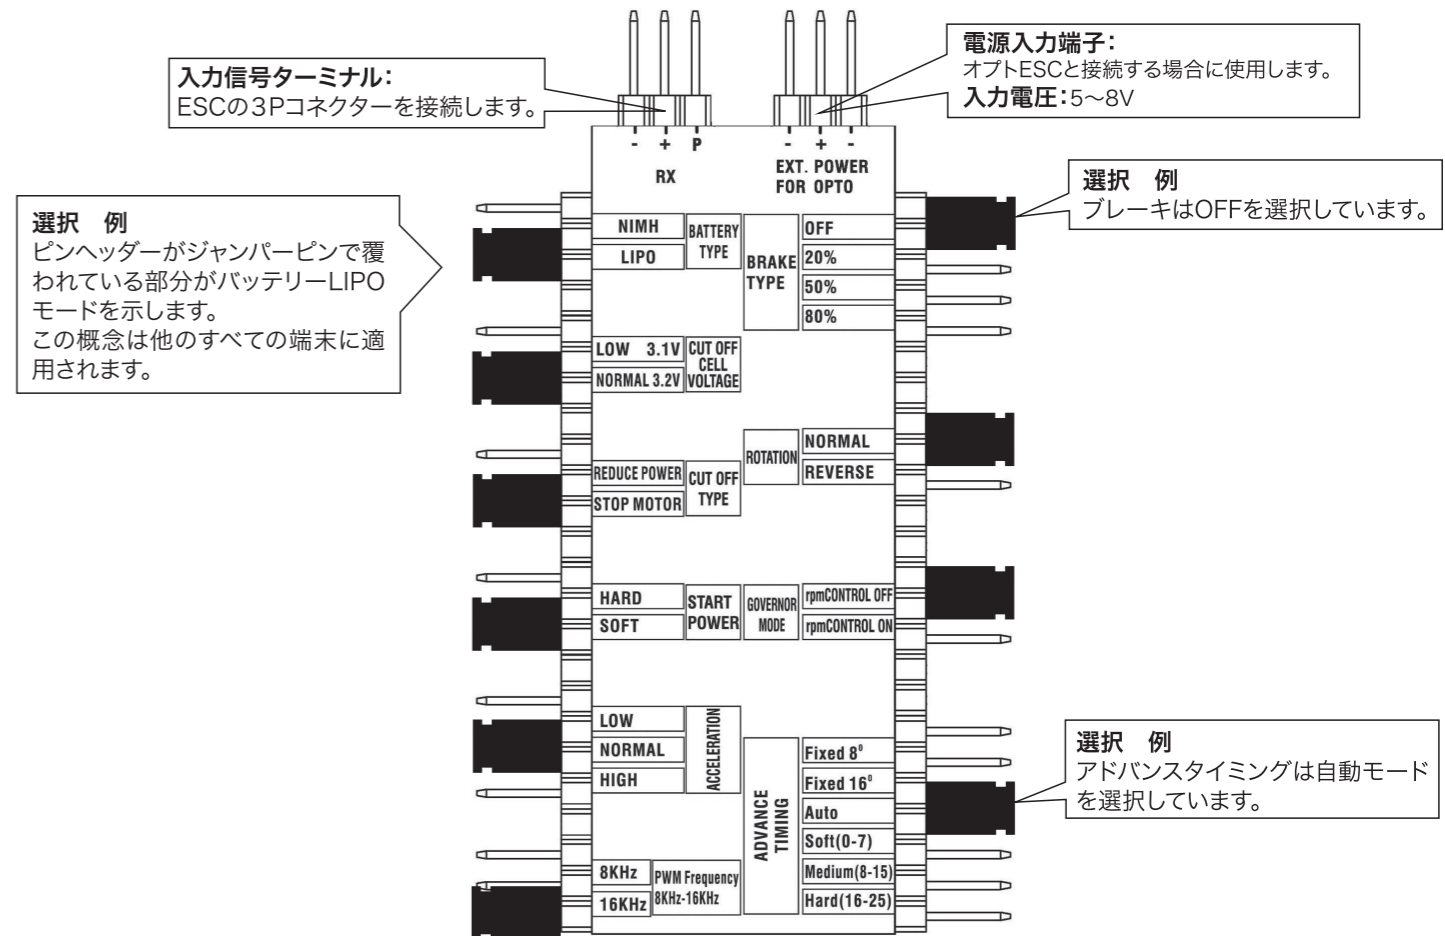 入力信号ターミナル：
ESCの3Pコネクターを接続します。
電源入力端子：
オプトESCと接続する場合に使用します。
入力電圧：5～8V
- + P
RX
- + -
EXT. POWER
FOR OPTO
選択　例
ブレーキはOFFを選択しています。
選択　例
ピンヘッダーがジャンパーピンで覆
われている部分がバッテリーLIPO
モードを示します。
この概念は他のすべての端末に適
用されます。
NIMH
LIPO
BATTERY
TYPE
BRAKE
TYPE
OFF
20%
50%
80%
LOW 3.1V
NORMAL 3.2V
CUT OFF
CELL
VOLTAGE
ROTATION
NORMAL
REVERSE
REDUCE POWER
STOP MOTOR
CUT OFF
TYPE
HARD
SOFT
START
POWER
GOVERNOR
MODE
rpmCONTROL OFF
rpmCONTROL ON
LOW
NORMAL
HIGH
ACCELERATION
ADVANCE
TIMING
Fixed 8⁰
Fixed 16⁰
Auto
Soft(0-7)
Medium(8-15)
Hard(16-25)
選択　例
アドバンスタイミングは自動モード
を選択しています。
8KHz
16KHz
PWM Frequency
8KHz-16KHz